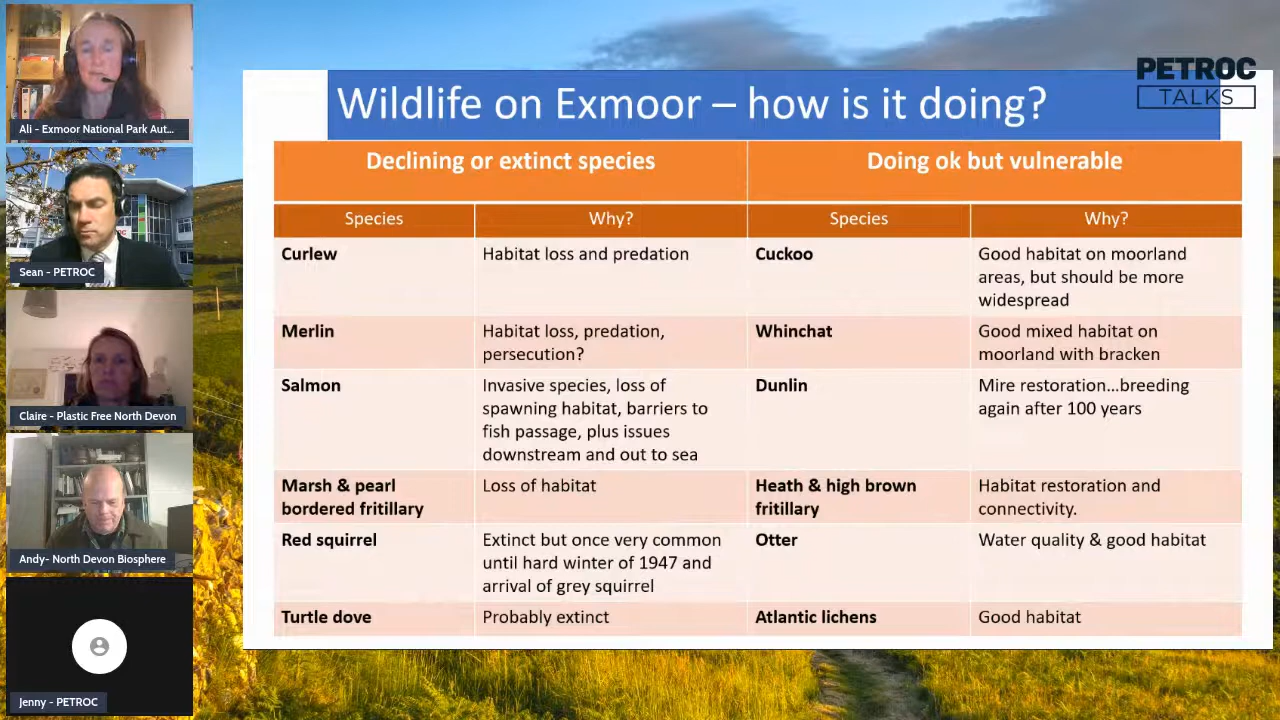 PETROC
TALKS
Wildlife on Exmoor – how is it doing?
Declining or extinct species
Doing ok but vulnerable
Species
Why?
Species
Why?
Curlew
Habitat loss and predation
Cuckoo
Good habitat on moorland
areas, but should be more
widespread
Merlin
Habitat loss, predation,
persecution?
Whinchat
Good mixed habitat on
moorland with bracken
Salmon
Invasive species, loss of
spawning habitat, barriers to
fish passage, plus issues
downstream and out to sea
Dunlin
Mire restoration...breeding
again after 100 years
Marsh & pearl
bordered fritillary
Loss of habitat
Heath & high brown
fritillary
Habitat restoration and
connectivity.
Red squirrel
Extinct but once very common
until hard winter of 1947 and
arrival of grey squirrel
Otter
Water quality & good habitat
Turtle dove
Probably extinct
Atlantic lichens
Good habitat
Ali - Exmoor National Park Aut...
Sean - PETROC
Claire - Plastic Free North Devon
Andy- North Devon Biosphere
Jenny - PETROC